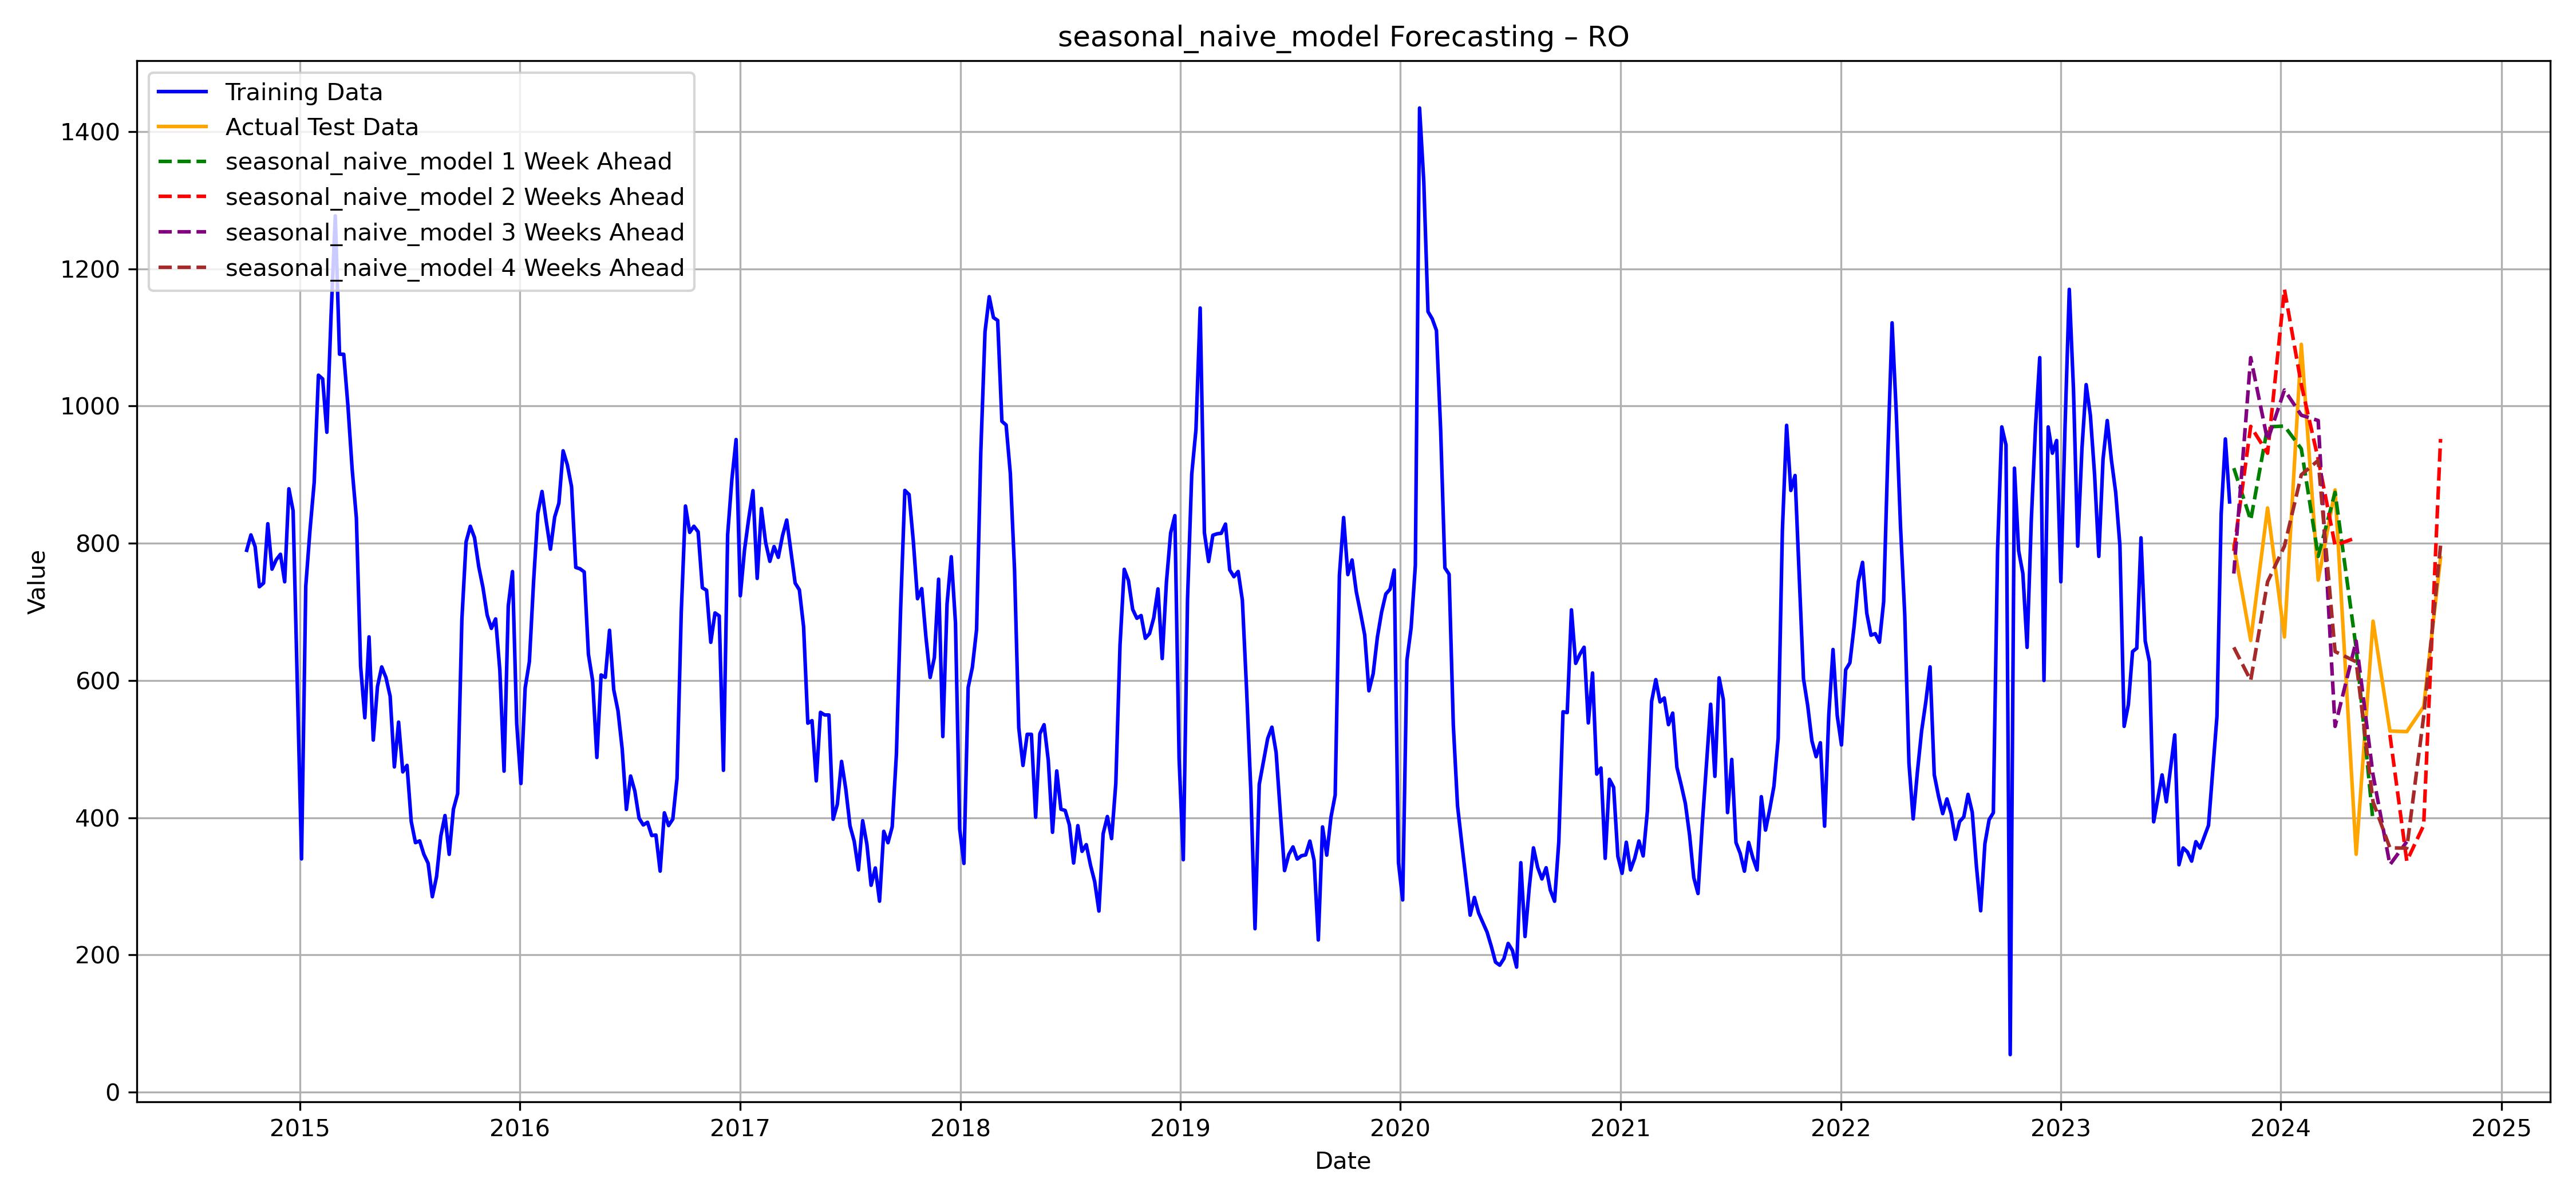 seasonal_naive_model Forecasting – RO
Training Data
Actual Test Data
seasonal_naive_model 1 Week Ahead
seasonal_naive_model 2 Weeks Ahead
seasonal_naive_model 3 Weeks Ahead
seasonal_naive_model 4 Weeks Ahead
1400
1200
1000
800
600
400
200
0
Value
2015 2016 2017 2018 2019 2020 2021 2022 2023 2024 2025
Date